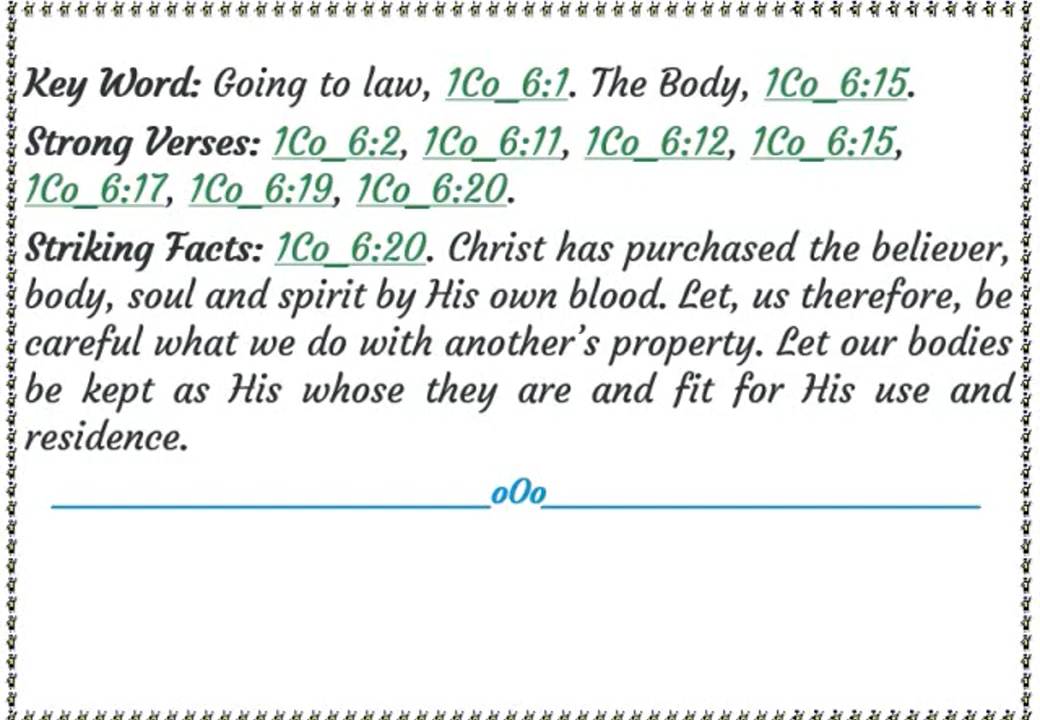 Key Word: Going to law, 1Co_6:1. The Body, 1Co_6:15.
Strong Verses: 1Co_6:2, 1Co_6:11, 1Co_6:12, 1Co_6:15,
1Co_6:17, 1Co_6:19, 1Co_6:20.
Striking Facts: 1Co_6:20. Christ has purchased the believer,
body, soul and spirit by His own blood. Let, us therefore, be
careful what we do with another’s property. Let our bodies
be kept as His whose they are and fit for His use and
residence.
oOo